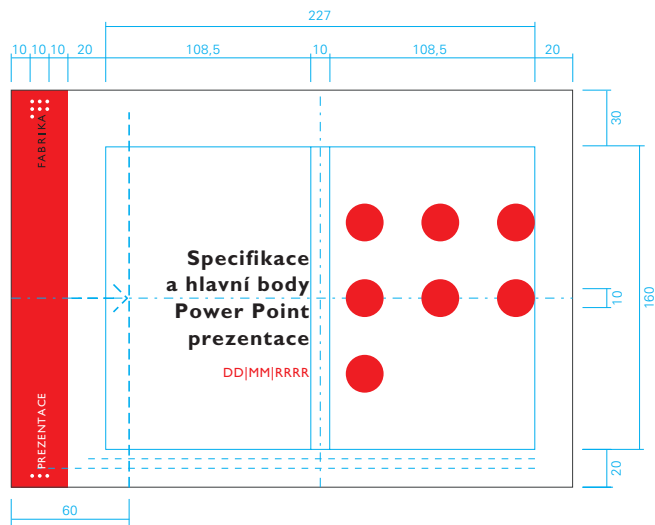 227
10 10 10 20 108,5 10 108,5 20
30
FABRIKA
Specifikace
a hlavní body
Power Point
prezentace
10
160
DD|MM|RRRR
PREZENTACE
20
60